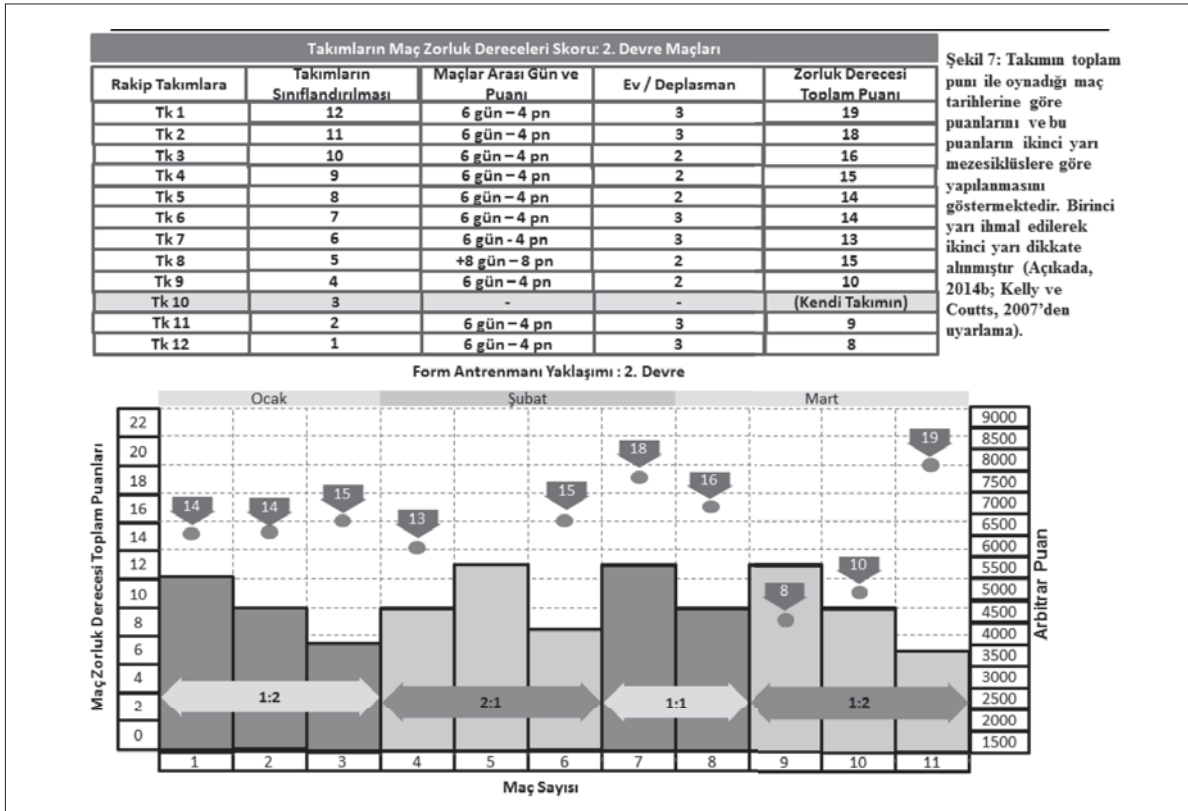 Takımların Maç Zorluk Dereceleri Skoru: 2. Devre Maçları
Rakip Takımlara Takımların Sınıflandırılması Maçlar Arası Gün ve Puanı Ev / Deplasman Zorluk Derecesi Toplam Puanı
Tk 1 12 6 gün – 4 pn 3 19
Tk 2 11 6 gün – 4 pn 3 18
Tk 3 10 6 gün – 4 pn 2 16
Tk 4 9 6 gün – 4 pn 2 15
Tk 5 8 6 gün – 4 pn 2 14
Tk 6 7 6 gün – 4 pn 3 14
Tk 7 6 6 gün - 4 pn 3 13
Tk 8 5 +8 gün – 8 pn 2 15
Tk 9 4 6 gün – 4 pn 2 10
Tk 10 3 - - (Kendi Takımın)
Tk 11 2 6 gün – 4 pn 3 9
Tk 12 1 6 gün – 4 pn 3 8
Şekil 7: Takımın toplam
punı ile oynadığı maç
tarihlerine göre
puanlarını ve bu
puanların ikinci yarı
mezesiklüslere göre
yapılanmasını
göstermektedir. Birinci
yarı ihmal edilerek
ikinci yarı dikkate
alınmıştır (Açıkada,
2014b; Kelly ve
Coutts, 2007'den
uyarlama).
Form Antrenmanı Yaklaşımı : 2. Devre
Ocak Şubat Mart
Maç Zorluk Derecesi Toplam Puanları
22
20
18
16
14
12
10
8
6
4
2
0
14 14 15 13 15 18 16 8 10 19
1:2 2:1 1:1 1:2
9000
8500
8000
7500
7000
6500
6000
5500
5000
4500
4000
3500
3000
2500
2000
1500
Arbitrar Puan
1 2 3 4 5 6 7 8 9 10 11
Maç Sayısı